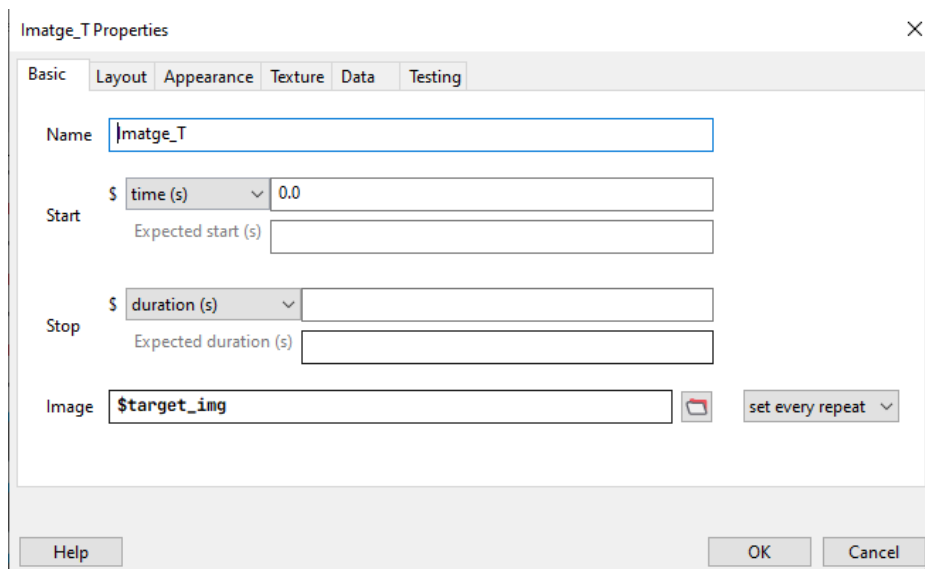 Imatge_T Properties
Basic Layout Appearance Texture Data Testing
Name Imatge_T
$ time (s) 0.0
Start
Expected start (s)
$ duration (s)
Stop
Expected duration (s)
Image $target_img set every repeat
Help OK Cancel